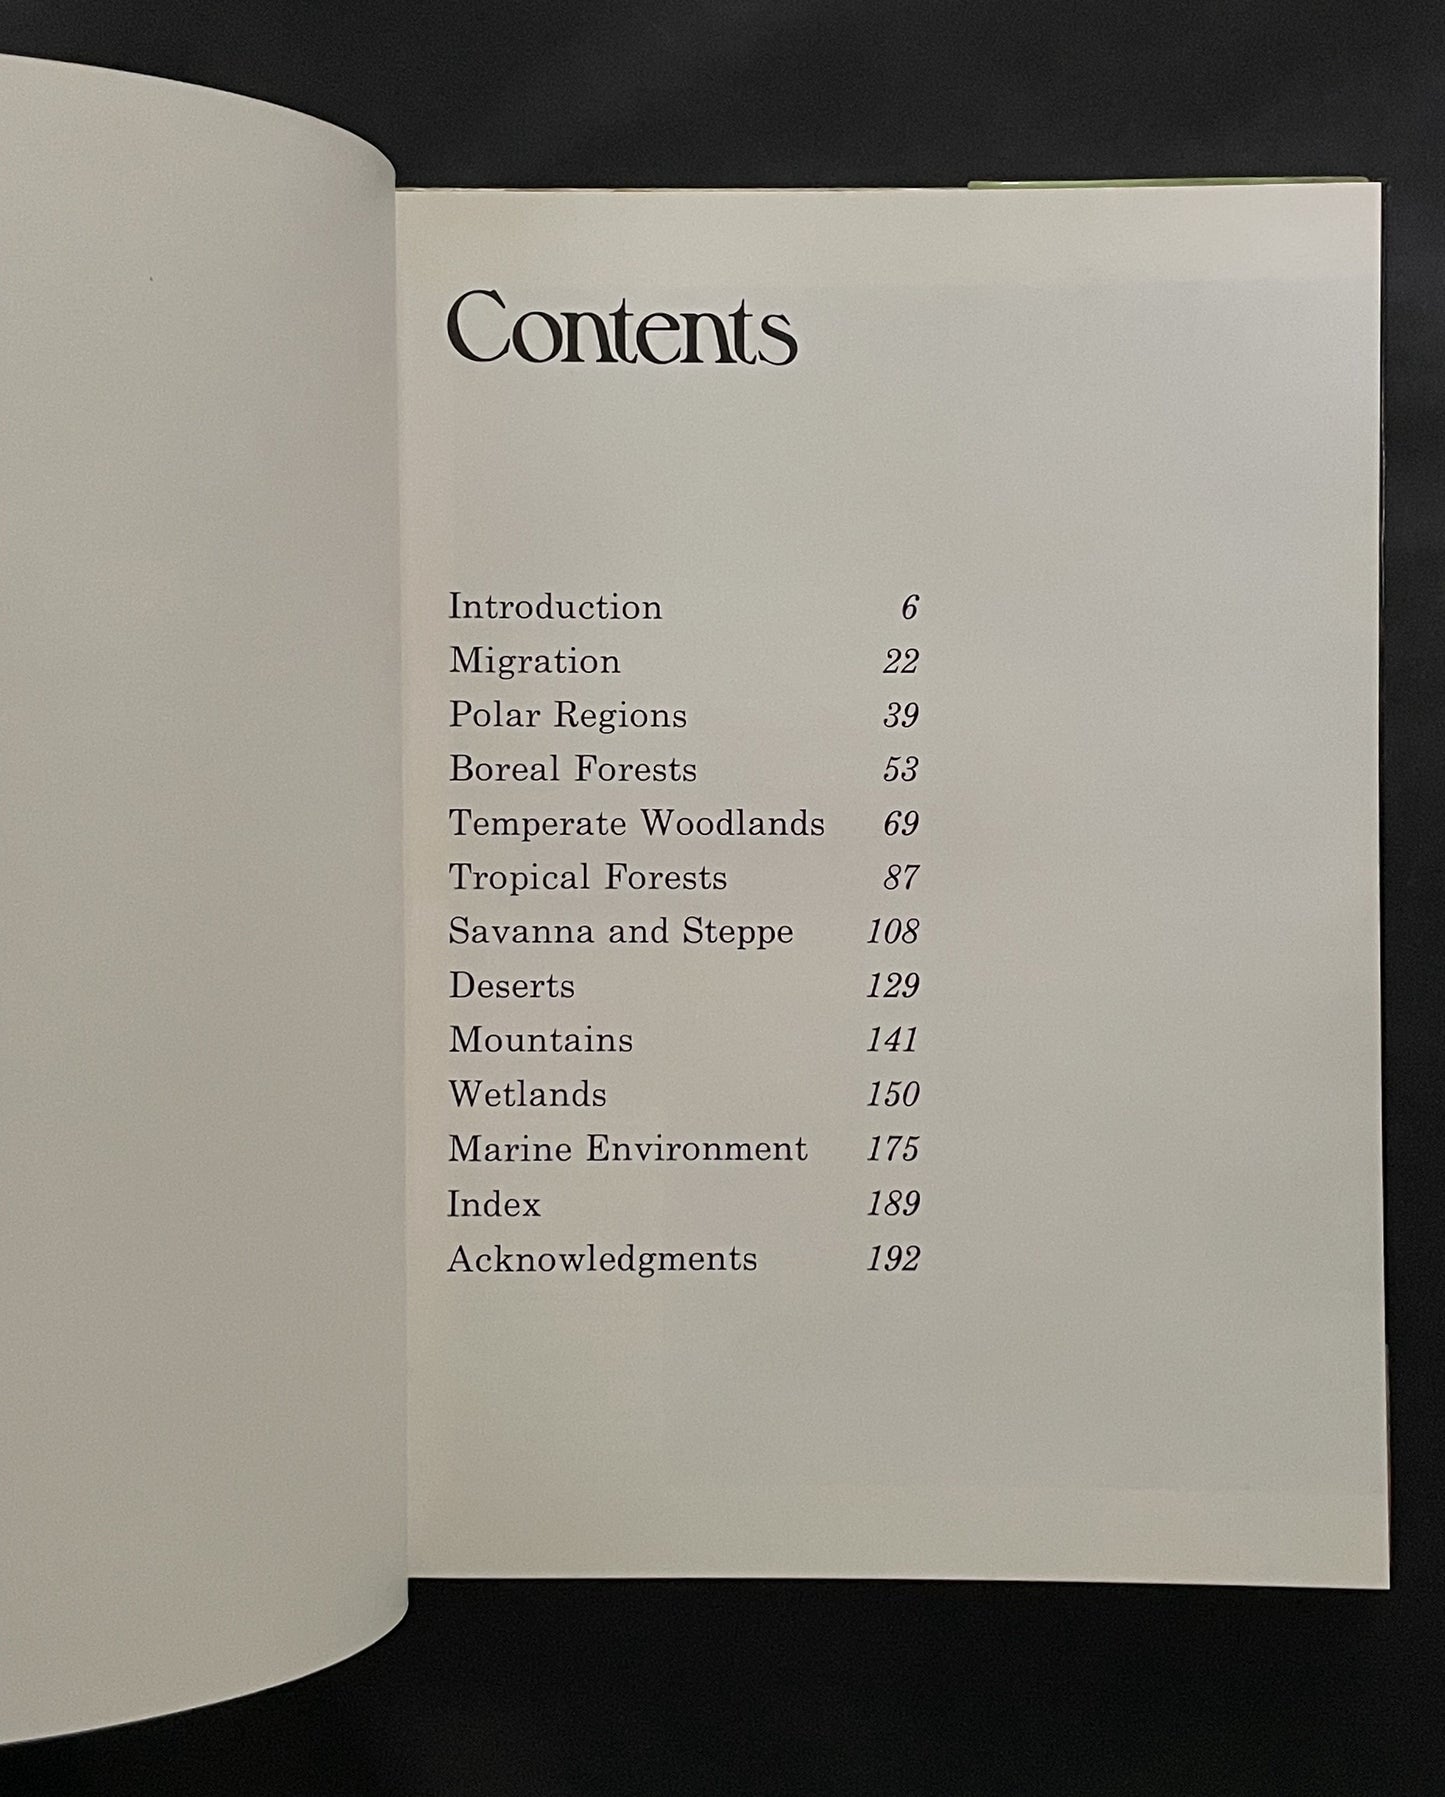 Contents
Introduction 6
Migration 22
Polar Regions 39
Boreal Forests 53
Temperate Woodlands 69
Tropical Forests 87
Savanna and Steppe 108
Deserts 129
Mountains 141
Wetlands 150
Marine Environment 175
Index 189
Acknowledgments 192